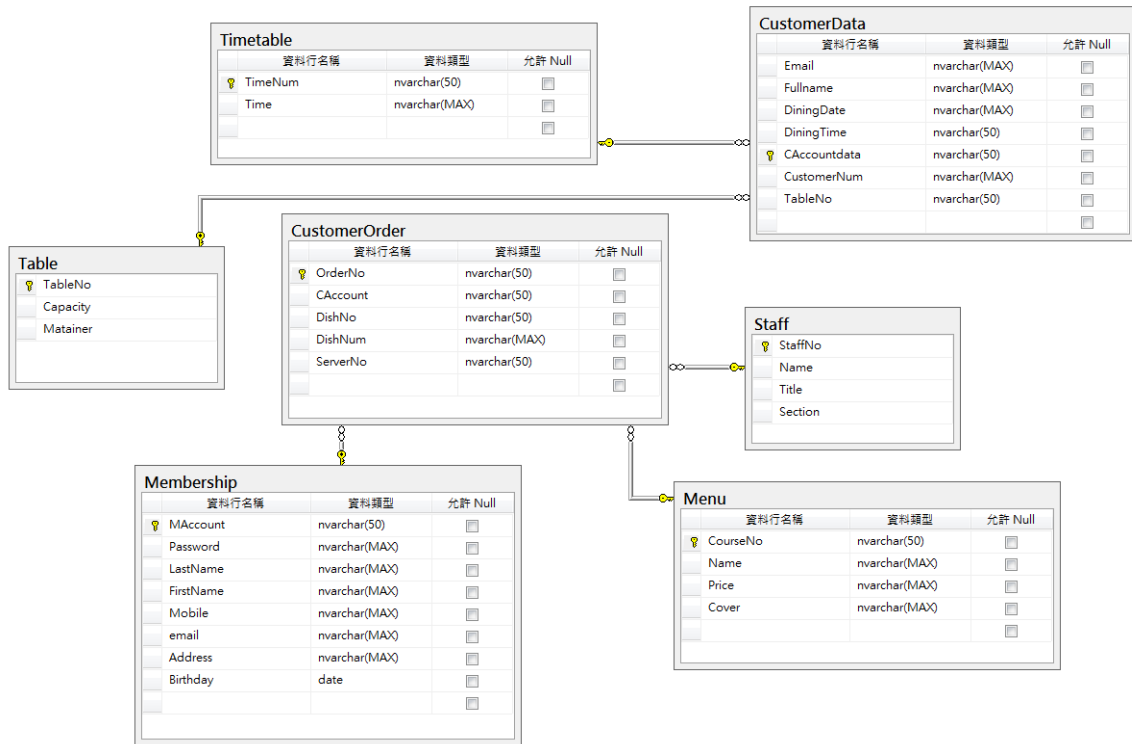 Timetable
資料行名稱 資料類型 允許 Null
TimeNum nvarchar(50)
Time nvarchar(MAX)
CustomerData
資料行名稱 資料類型 允許 Null
Email nvarchar(MAX)
Fullname nvarchar(MAX)
DiningDate nvarchar(MAX)
DiningTime nvarchar(50)
CAccountdata nvarchar(50)
CustomerNum nvarchar(MAX)
TableNo nvarchar(50)
Table
TableNo
Capacity
Matainer
CustomerOrder
資料行名稱 資料類型 允許 Null
OrderNo nvarchar(50)
CAccount nvarchar(50)
DishNo nvarchar(50)
DishNum nvarchar(MAX)
ServerNo nvarchar(50)
Staff
StaffNo
Name
Title
Section
Membership
資料行名稱 資料類型 允許 Null
MAccount nvarchar(50)
Password nvarchar(MAX)
LastName nvarchar(MAX)
FirstName nvarchar(MAX)
Mobile nvarchar(MAX)
email nvarchar(MAX)
Address nvarchar(MAX)
Birthday date
Menu
資料行名稱 資料類型 允許 Null
CourseNo nvarchar(50)
Name nvarchar(MAX)
Price nvarchar(MAX)
Cover nvarchar(MAX)